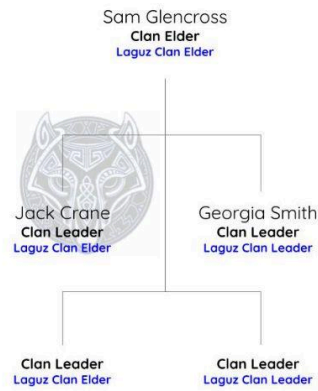 Sam Glencross
Clan Elder
Laguz Clan Elder
Jack Crane
Clan Leader
Laguz Clan Elder
Georgia Smith
Clan Leader
Laguz Clan Leader
Clan Leader
Laguz Clan Elder
Clan Leader
Laguz Clan Leader